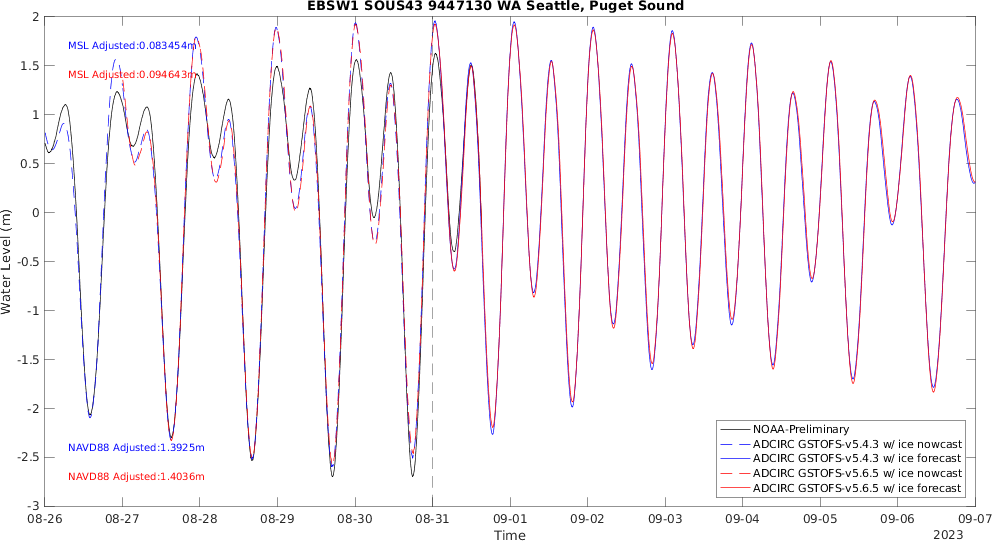 EBSW1 SOUS43 9447130 WA Seattle, Puget Sound
2
1.5
1
0.5
0
-0.5
-1
-1.5
-2
-2.5
-3
Water Level (m)
MSL Adjusted:0.083454m
MSL Adjusted:0.094643m
NAVD88 Adjusted:1.3925m
NAVD88 Adjusted:1.4036m
NOAA-Preliminary
ADCIRC GSTOFS-v5.4.3 w/ ice nowcast
ADCIRC GSTOFS-v5.4.3 w/ ice forecast
ADCIRC GSTOFS-v5.6.5 w/ ice nowcast
ADCIRC GSTOFS-v5.6.5 w/ ice forecast
08-26 08-27 08-28 08-29 08-30 08-31 09-01 09-02 09-03 09-04 09-05 09-06 09-07
Time
2023